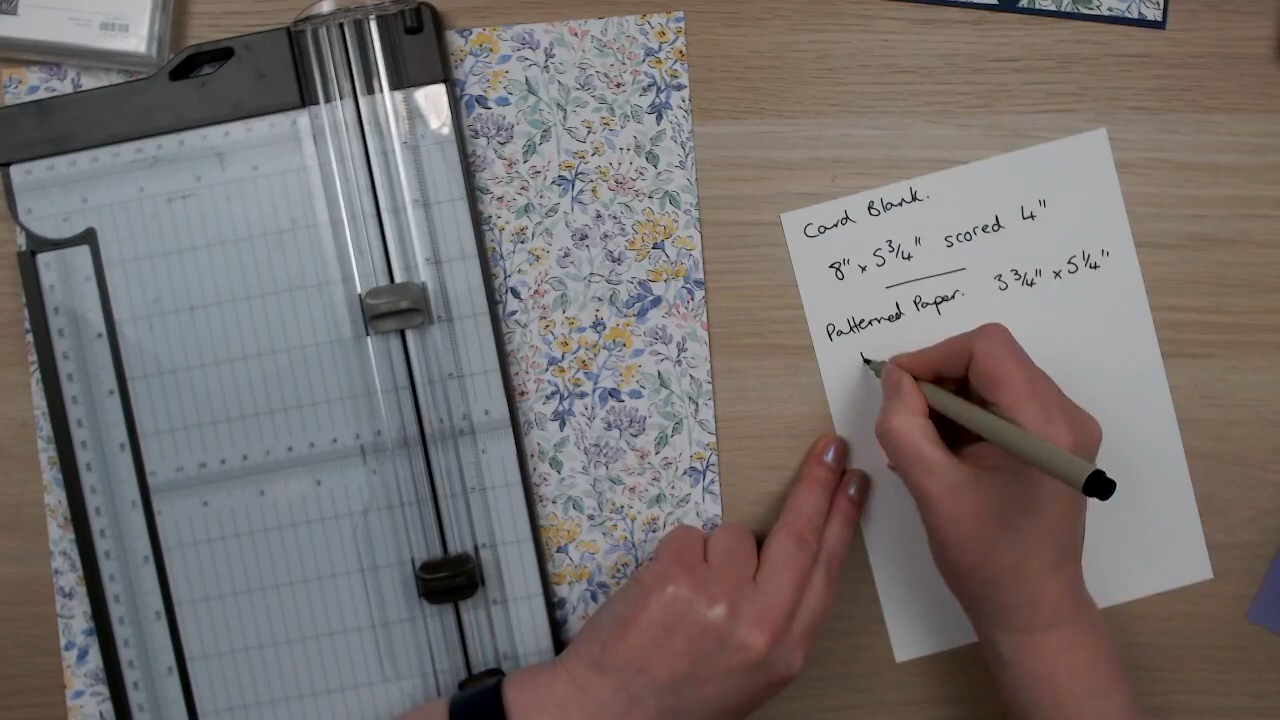 Card Blank.
8" x 5 3/4" scored 4"
Patterned Paper. 3 3/4" x 5 1/4"